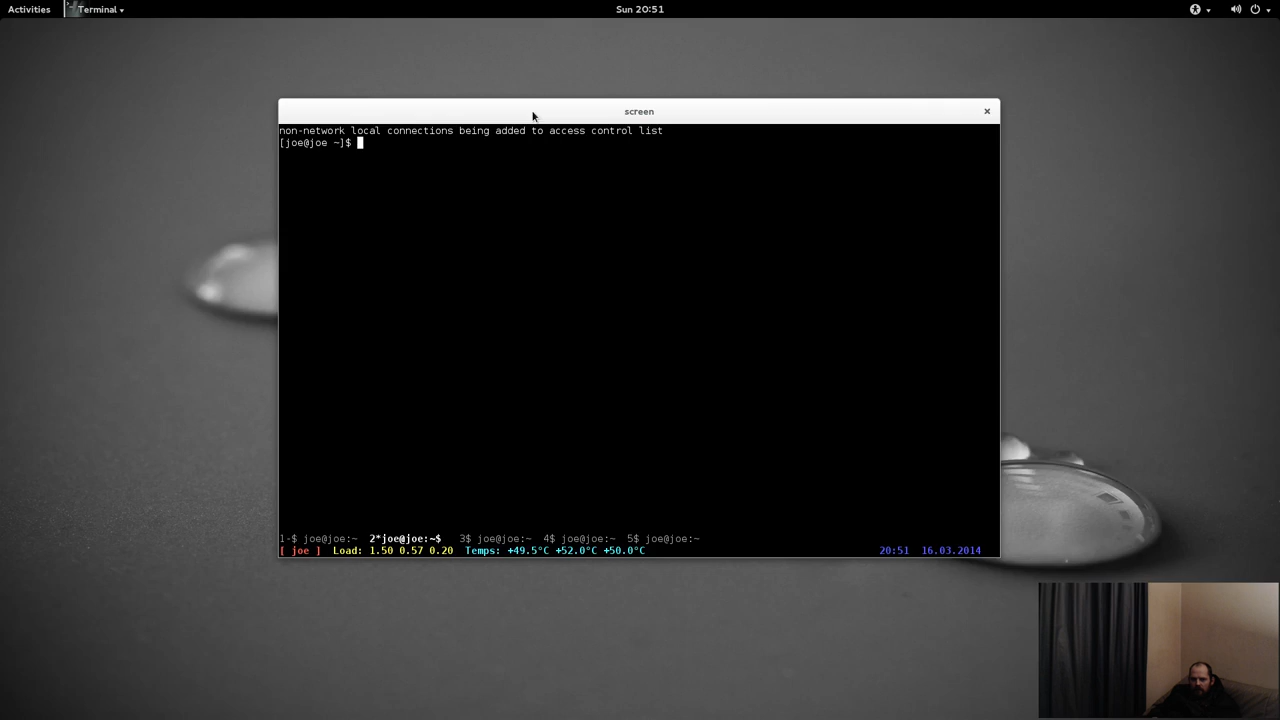 Activities Terminal Sun 20:51
screen
non-network local connections being added to access control list
[joe@joe ~]$
1-$ joe@joe:~ 2*joe@joe:~$ 3$ joe@joe:~ 4$ joe@joe:~ 5$ joe@joe:~
[ joe ] Load: 1.50 0.57 0.20 Temps: +49.5°C +52.0°C +50.0°C 20:51 16.03.2014